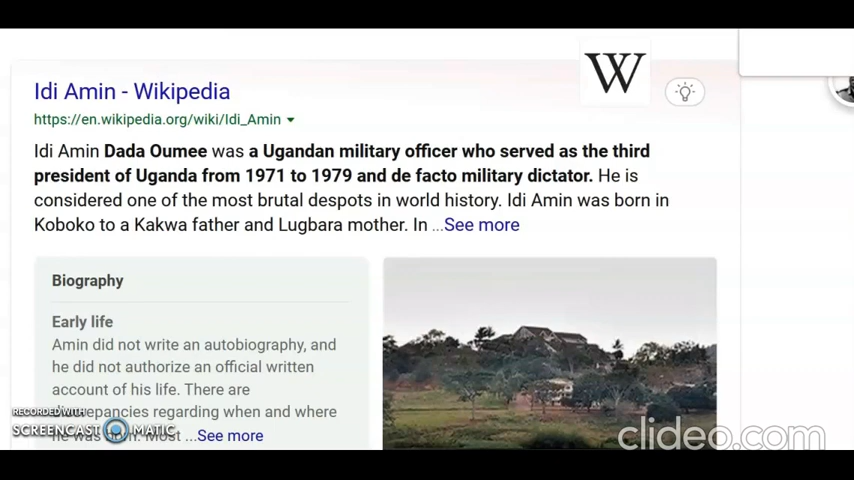 W
Idi Amin - Wikipedia
https://en.wikipedia.org/wiki/Idi_Amin
Idi Amin Dada Oumee was a Ugandan military officer who served as the third
president of Uganda from 1971 to 1979 and de facto military dictator. He is
considered one of the most brutal despots in world history. Idi Amin was born in
Koboko to a Kakwa father and Lugbara mother. In ...See more
Biography
Early life
Amin did not write an autobiography, and
he did not authorize an official written
account of his life. There are
discrepancies regarding when and where
he was born. Most ...See more
RECORDED WITH
SCREENCAST MATIC
clideo.com